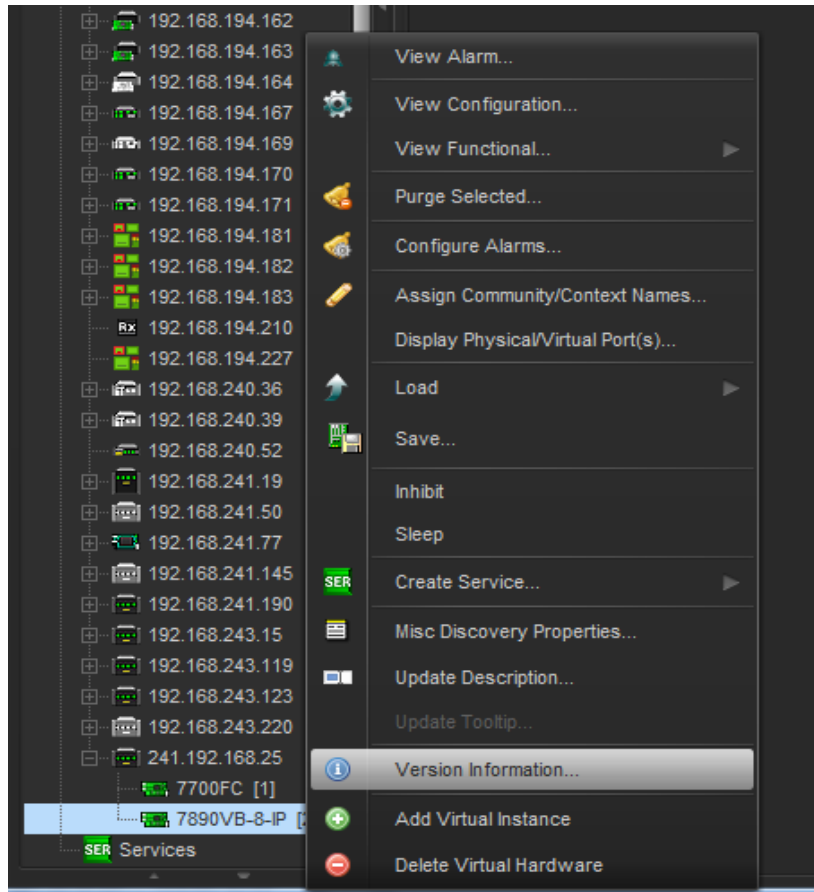 192.168.194.162
192.168.194.163
192.168.194.164
192.168.194.167
192.168.194.169
192.168.194.170
192.168.194.171
192.168.194.181
192.168.194.182
192.168.194.183
Rx 192.168.194.210
192.168.194.227
192.168.240.36
192.168.240.39
192.168.240.52
192.168.241.19
192.168.241.50
192.168.241.77
192.168.241.145
192.168.241.190
192.168.243.15
192.168.243.119
192.168.243.123
192.168.243.220
241.192.168.25
7700FC [1]
7890VB-8-IP [2
SER Services
View Alarm...
View Configuration...
View Functional...
Purge Selected...
Configure Alarms...
Assign Community/Context Names...
Display Physical/Virtual Port(s)...
Load
Save...
Inhibit
Sleep
SER Create Service...
Misc Discovery Properties...
Update Description...
Update Tooltip...
Version Information...
Add Virtual Instance
Delete Virtual Hardware